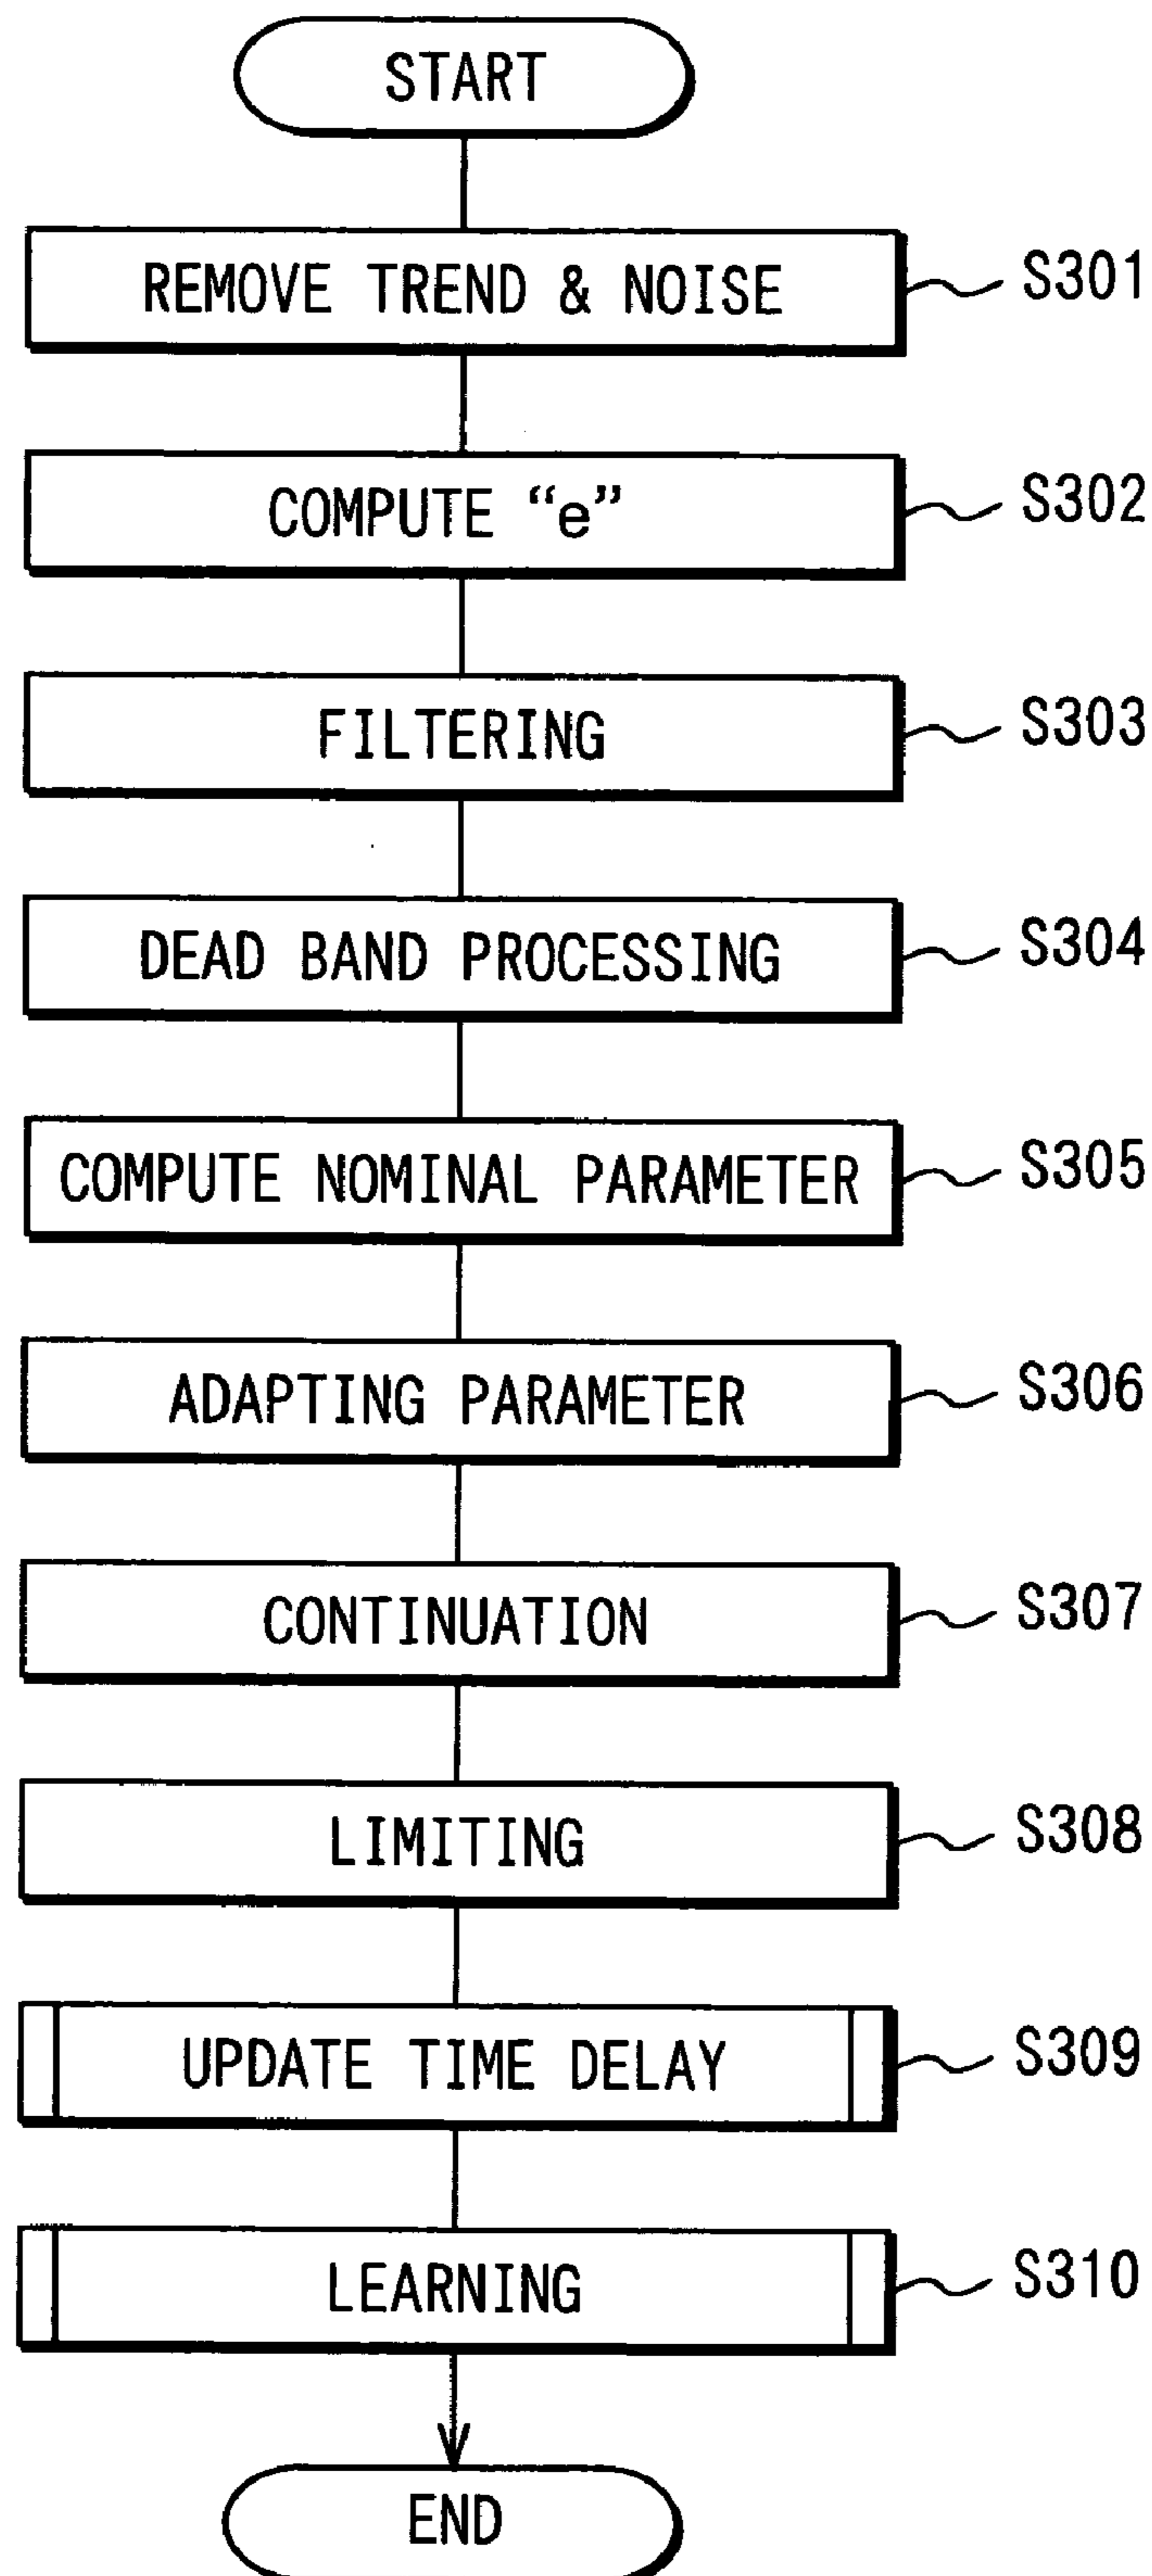 START
REMOVE TREND & NOISE S301
COMPUTE “e” S302
FILTERING S303
DEAD BAND PROCESSING S304
COMPUTE NOMINAL PARAMETER S305
ADAPTING PARAMETER S306
CONTINUATION S307
LIMITING S308
UPDATE TIME DELAY S309
LEARNING S310
END